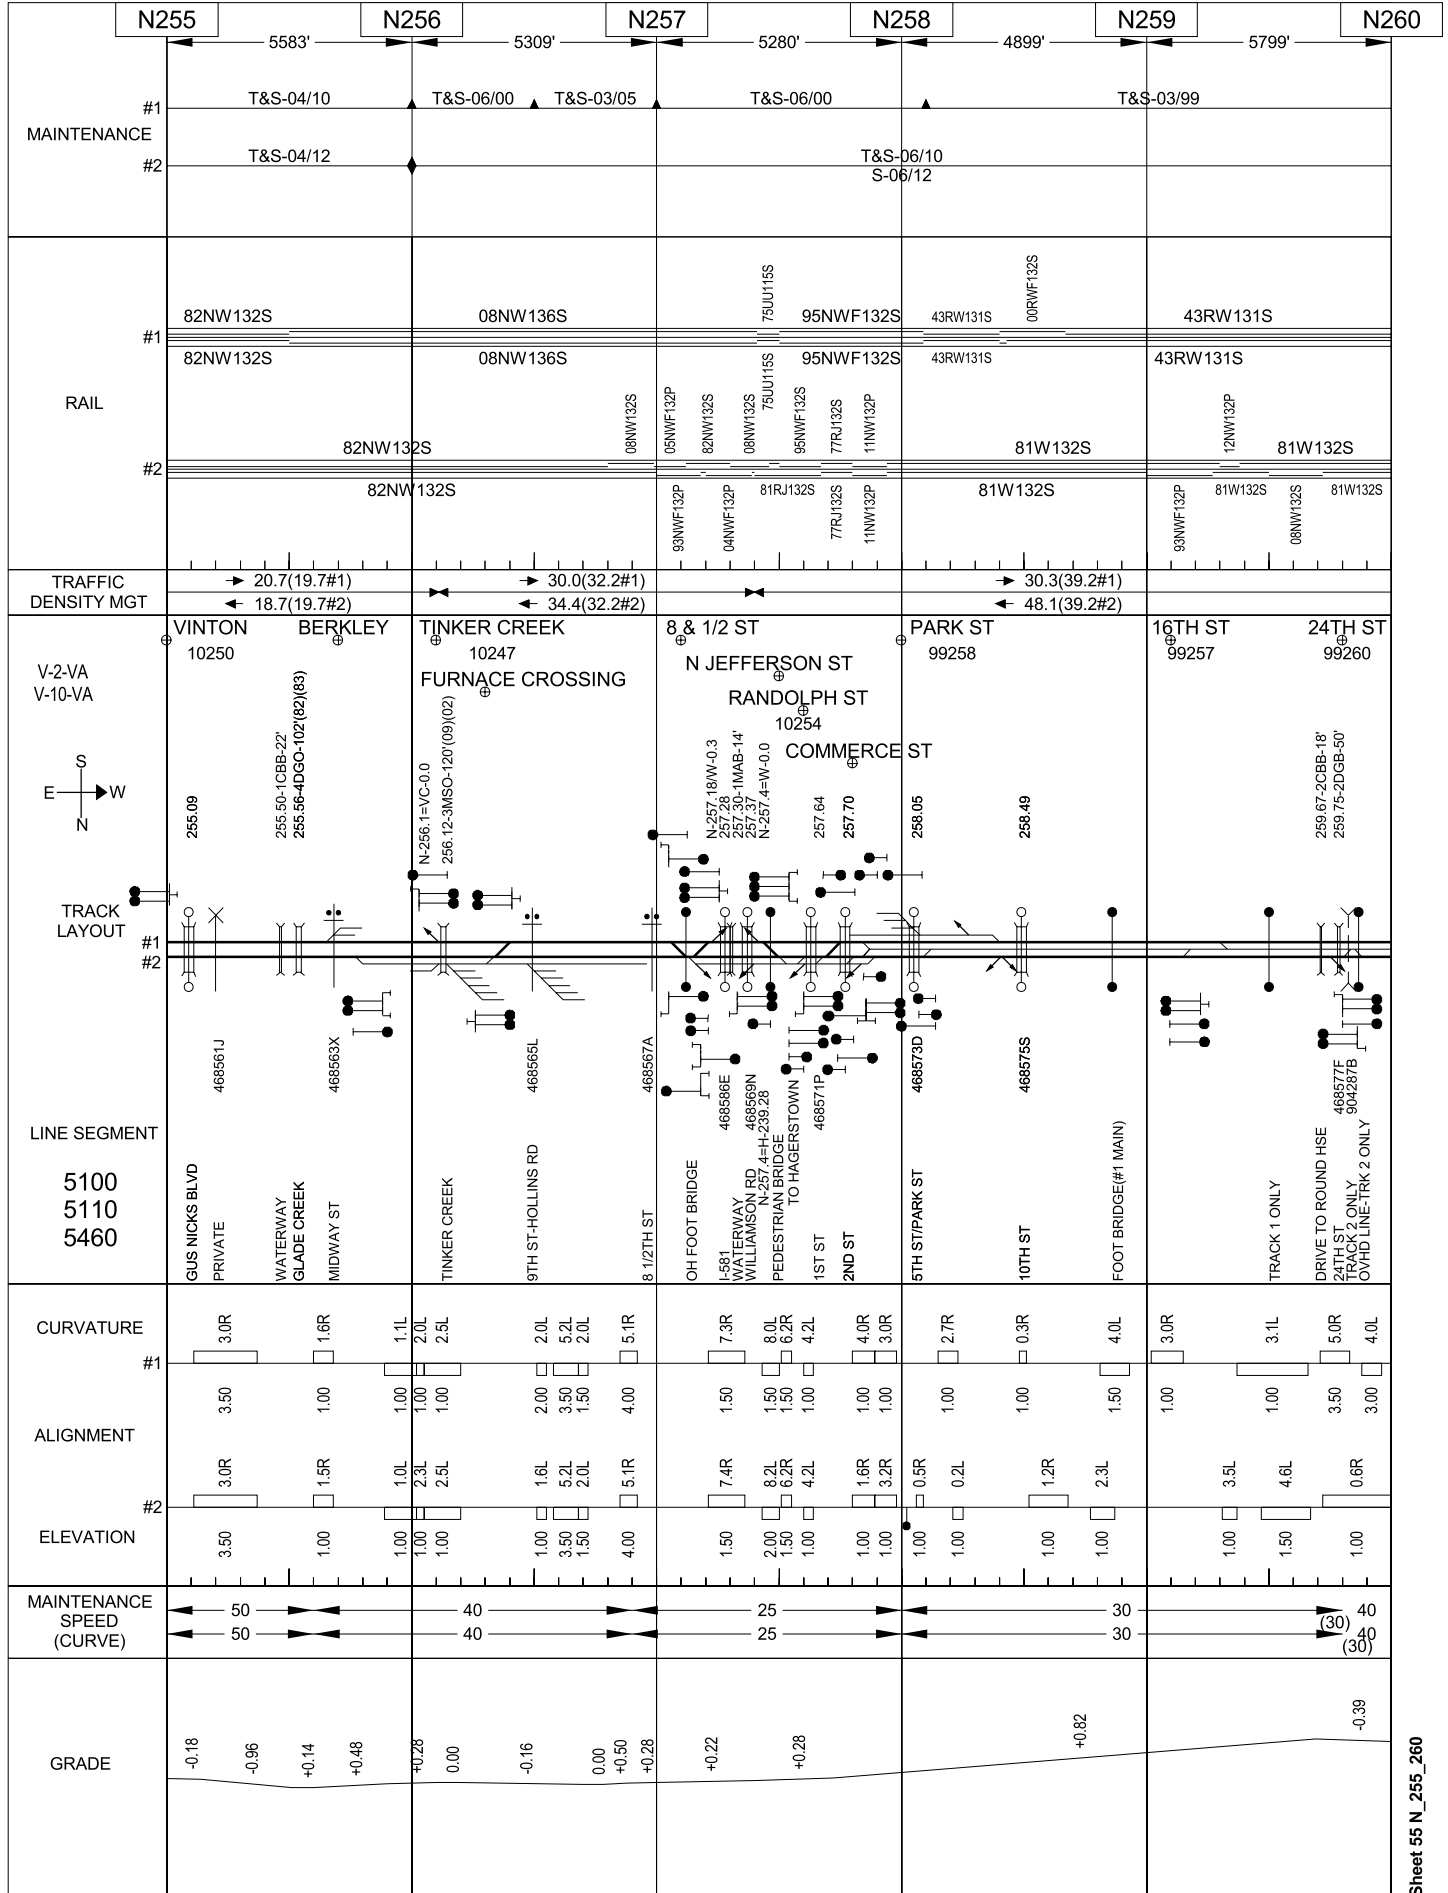 N255 N256 N257 N258 N259 N260
5583' 5309' 5280' 4899' 5799'
MAINTENANCE
#1
T&S-04/10 T&S-06/00 T&S-03/05 T&S-06/00 T&S-03/99
#2
T&S-04/12 T&S-06/10
S-06/12
RAIL
75UU115S 00RWF132S
82NW132S 08NW136S 95NWF132S 43RW131S 43RW131S
#1
82NW132S 08NW136S 75UU115S 95NWF132S 43RW131S 43RW131S
08NW132S 05NWF132P 82NW132S 08NW132S 95NWF132S 77RJ132S 11NW132P 12NW132P
82NW132S 81W132S 81W132S
#2
82NW132S 81RJ132S 81W132S 81W132S 81W132S
93NWF132P 04NWF132P 77RJ132S 11NW132P 93NWF132P 08NW132S
TRAFFIC
DENSITY MGT
20.7(19.7#1) 30.0(32.2#1) 30.3(39.2#1)
18.7(19.7#2) 34.4(32.2#2) 48.1(39.2#2)
VINTON BERKLEY TINKER CREEK 8 & 1/2 ST PARK ST 16TH ST 24TH ST
10250 10247 99258 99257 99260
N JEFFERSON ST
FURNACE CROSSING
RANDOLPH ST
10254
COMMERCE ST
V-2-VA
V-10-VA
S
E W
N
255.09
255.50-1CBB-22'
255.56-4DGO-102'(82)(83)
N-256.1=VC-0.0
256.12-3MSO-120'(09)(02)
N-257.18/W-0.3
257.28
257.30-1MAB-14'
257.37
N-257.4=W-0.0
257.64
257.70
258.05
258.49
259.67-2CBB-18'
259.75-2DGB-50'
TRACK
LAYOUT
#1
#2
468561J
468563X
468565L
468567A
468586E
468569N
468571P
468573D
468575S
468577F
904287B
LINE SEGMENT
5100
5110
5460
GUS NICKS BLVD
PRIVATE
WATERWAY
GLADE CREEK
MIDWAY ST
TINKER CREEK
9TH ST-HOLLINS RD
8 1/2TH ST
OH FOOT BRIDGE
I-581
WATERWAY
WILLIAMSON RD
N-257.4=H-239.28
PEDESTRIAN BRIDGE
TO HAGERSTOWN
1ST ST
2ND ST
5TH ST/PARK ST
10TH ST
FOOT BRIDGE(#1 MAIN)
TRACK 1 ONLY
DRIVE TO ROUND HSE
24TH ST
TRACK 2 ONLY
OVHD LINE-TRK 2 ONLY
CURVATURE
3.0R 1.6R 1.1L 2.0L 2.5L 2.0L 5.2L 2.0L 5.1R 7.3R 8.0L 6.2R 4.2L 4.0R 3.0R 2.7R 0.3R 4.0L 3.0R 3.1L 5.0R 4.0L
#1
3.50 1.00 1.00 1.00 1.00 2.00 3.50 1.50 4.00 1.50 1.50 1.50 1.00 1.00 1.00 1.00 1.00 1.50 1.00 1.00 3.50 3.00
ALIGNMENT
3.0R 1.5R 1.0L 2.3L 2.5L 1.6L 5.2L 2.0L 5.1R 7.4R 8.2L 6.2R 4.2L 1.6R 3.2R 0.5R 0.2L 1.2R 2.3L 3.5L 4.6L 0.6R
#2
ELEVATION
3.50 1.00 1.00 1.00 1.00 1.00 3.50 1.50 4.00 1.50 2.00 1.50 1.00 1.00 1.00 1.00 1.00 1.00 1.00 1.00 1.50 1.00
MAINTENANCE
SPEED
(CURVE)
50 40 25 30 40
(30)
50 40 25 30 40
(30)
GRADE
-0.18 -0.96 +0.14 +0.48 +0.28 0.00 -0.16 0.00 +0.50 +0.28 +0.22 +0.28 +0.82 -0.39
Sheet 55 N_255_260